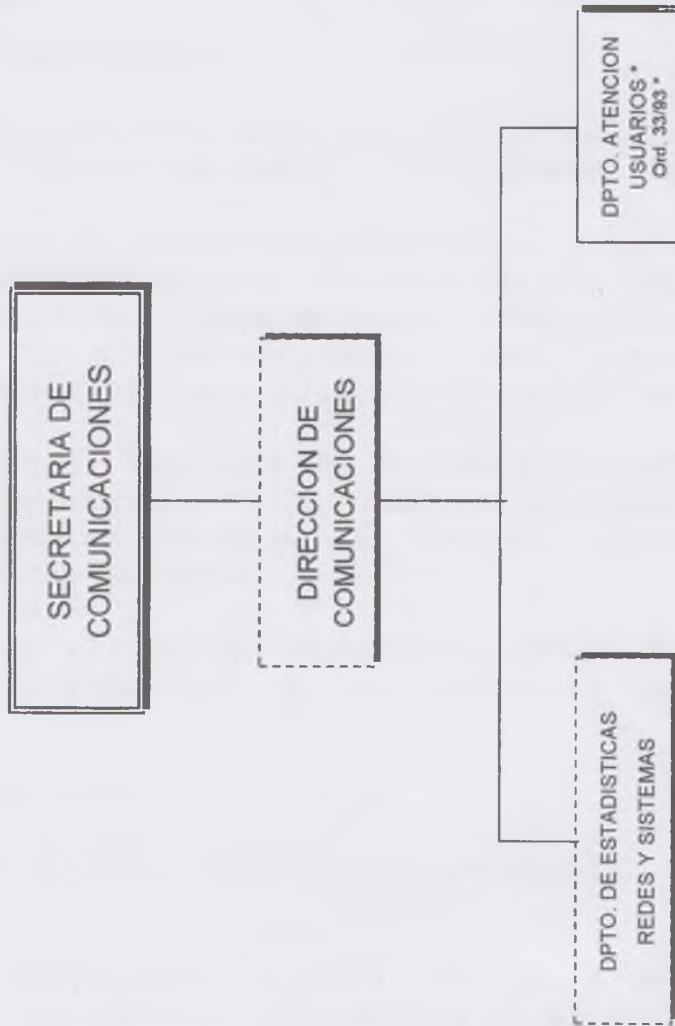 SECRETARIA DE
COMUNICACIONES
DIRECCION DE
COMUNICACIONES
DPTO. DE ESTADISTICAS
REDES Y SISTEMAS
DPTO. ATENCION
USUARIOS *
Ord. 33/93 *